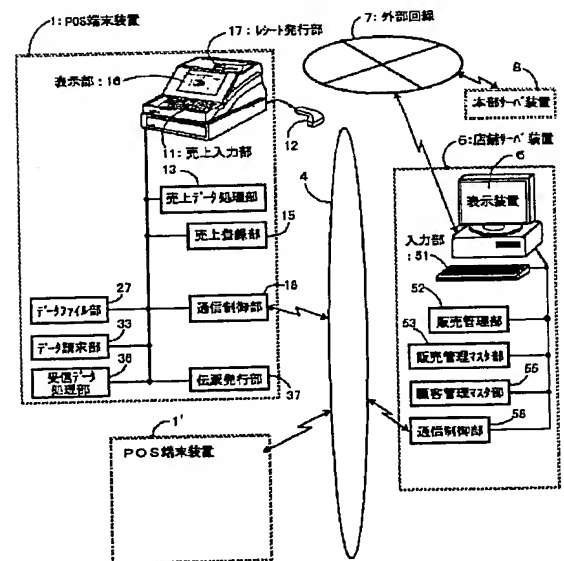 1:POS端末装置
17:レシート発行部
表示部:16
11:売上入力部
12
13
売上データ処理部
売上登録部
15
27
データファイル部
18
通信制御部
33
データ請求部
36
受信データ処理部
伝票発行部
37
1'
POS端末装置
4
7:外部回線
8
本部サーバ装置
6:店舗サーバ装置
6'
表示装置
入力部
:51
52
販売管理部
53
販売管理マスタ部
55
顧客管理マスタ部
58
通信制御部